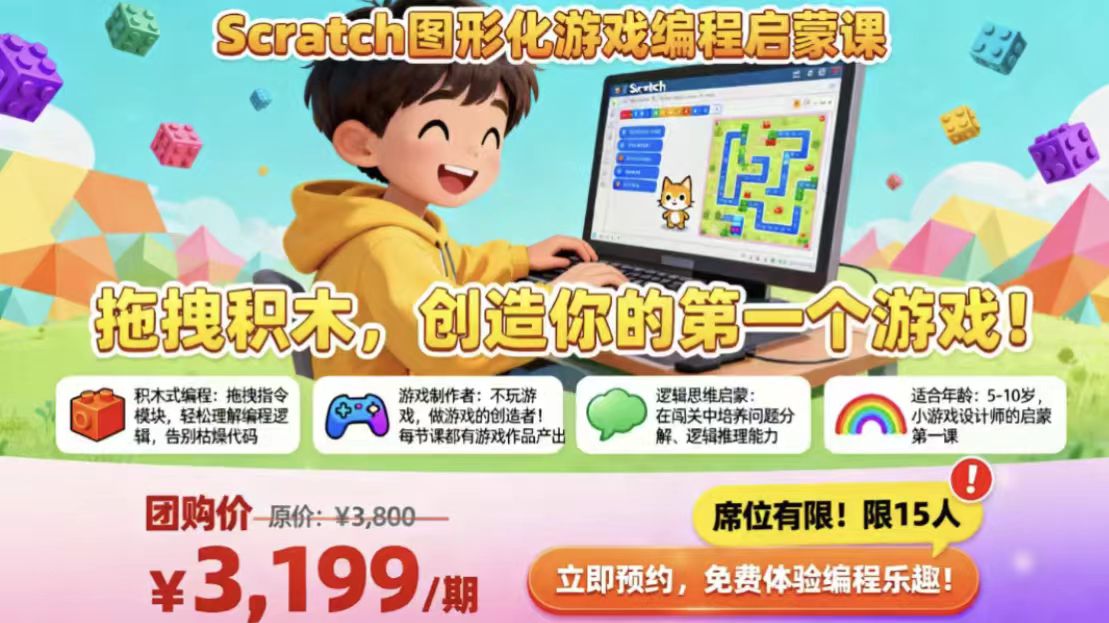 Scratch图形化游戏编程启蒙课
Scratch
拖拽积木，创造你的第一个游戏！
积木式编程：拖拽指令
模块，轻松理解编程逻
辑，告别枯燥代码
游戏制作者：不玩游
戏，做游戏的创造者！
每节课都有游戏作品产出
逻辑思维启蒙：
在闯关中培养问题分
解、逻辑推理能力
适合年龄：5-10岁，
小游戏设计师的启蒙
第一课
团购价 原价：¥3,800
¥3,199/期
席位有限！限15人
!
立即预约，免费体验编程乐趣！